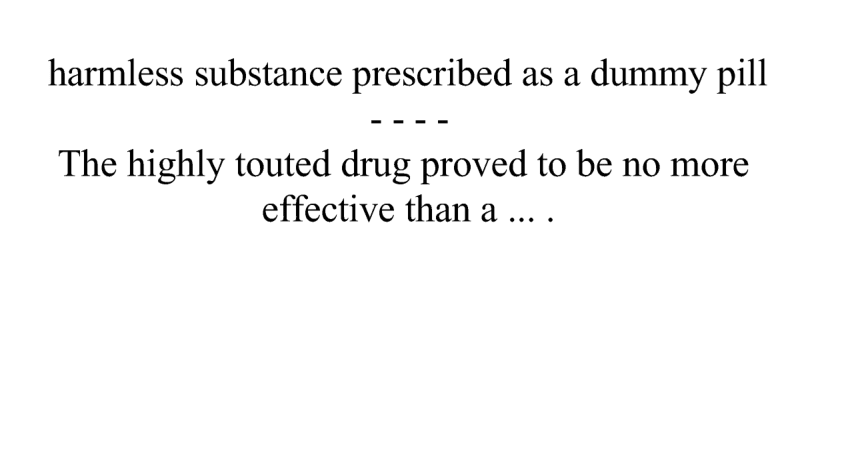 harmless substance prescribed as a dummy pill
- - - -
The highly touted drug proved to be no more
effective than a ... .